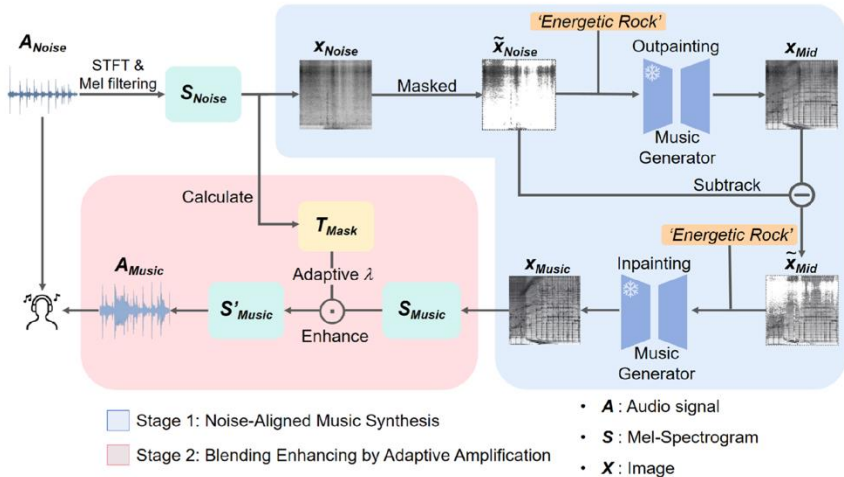 A_Noise
STFT &
Mel filtering
S_Noise
x_Noise
Masked
x̃_Noise
'Energetic Rock'
Outpainting
Music
Generator
x_Mid
Subtrack
Calculate
T_Mask
Adaptive λ
Enhance
A_Music
S'_Music
S_Music
x_Music
Inpainting
Music
Generator
'Energetic Rock'
x̃_Mid
Stage 1: Noise-Aligned Music Synthesis
Stage 2: Blending Enhancing by Adaptive Amplification
• A : Audio signal
• S : Mel-Spectrogram
• X : Image